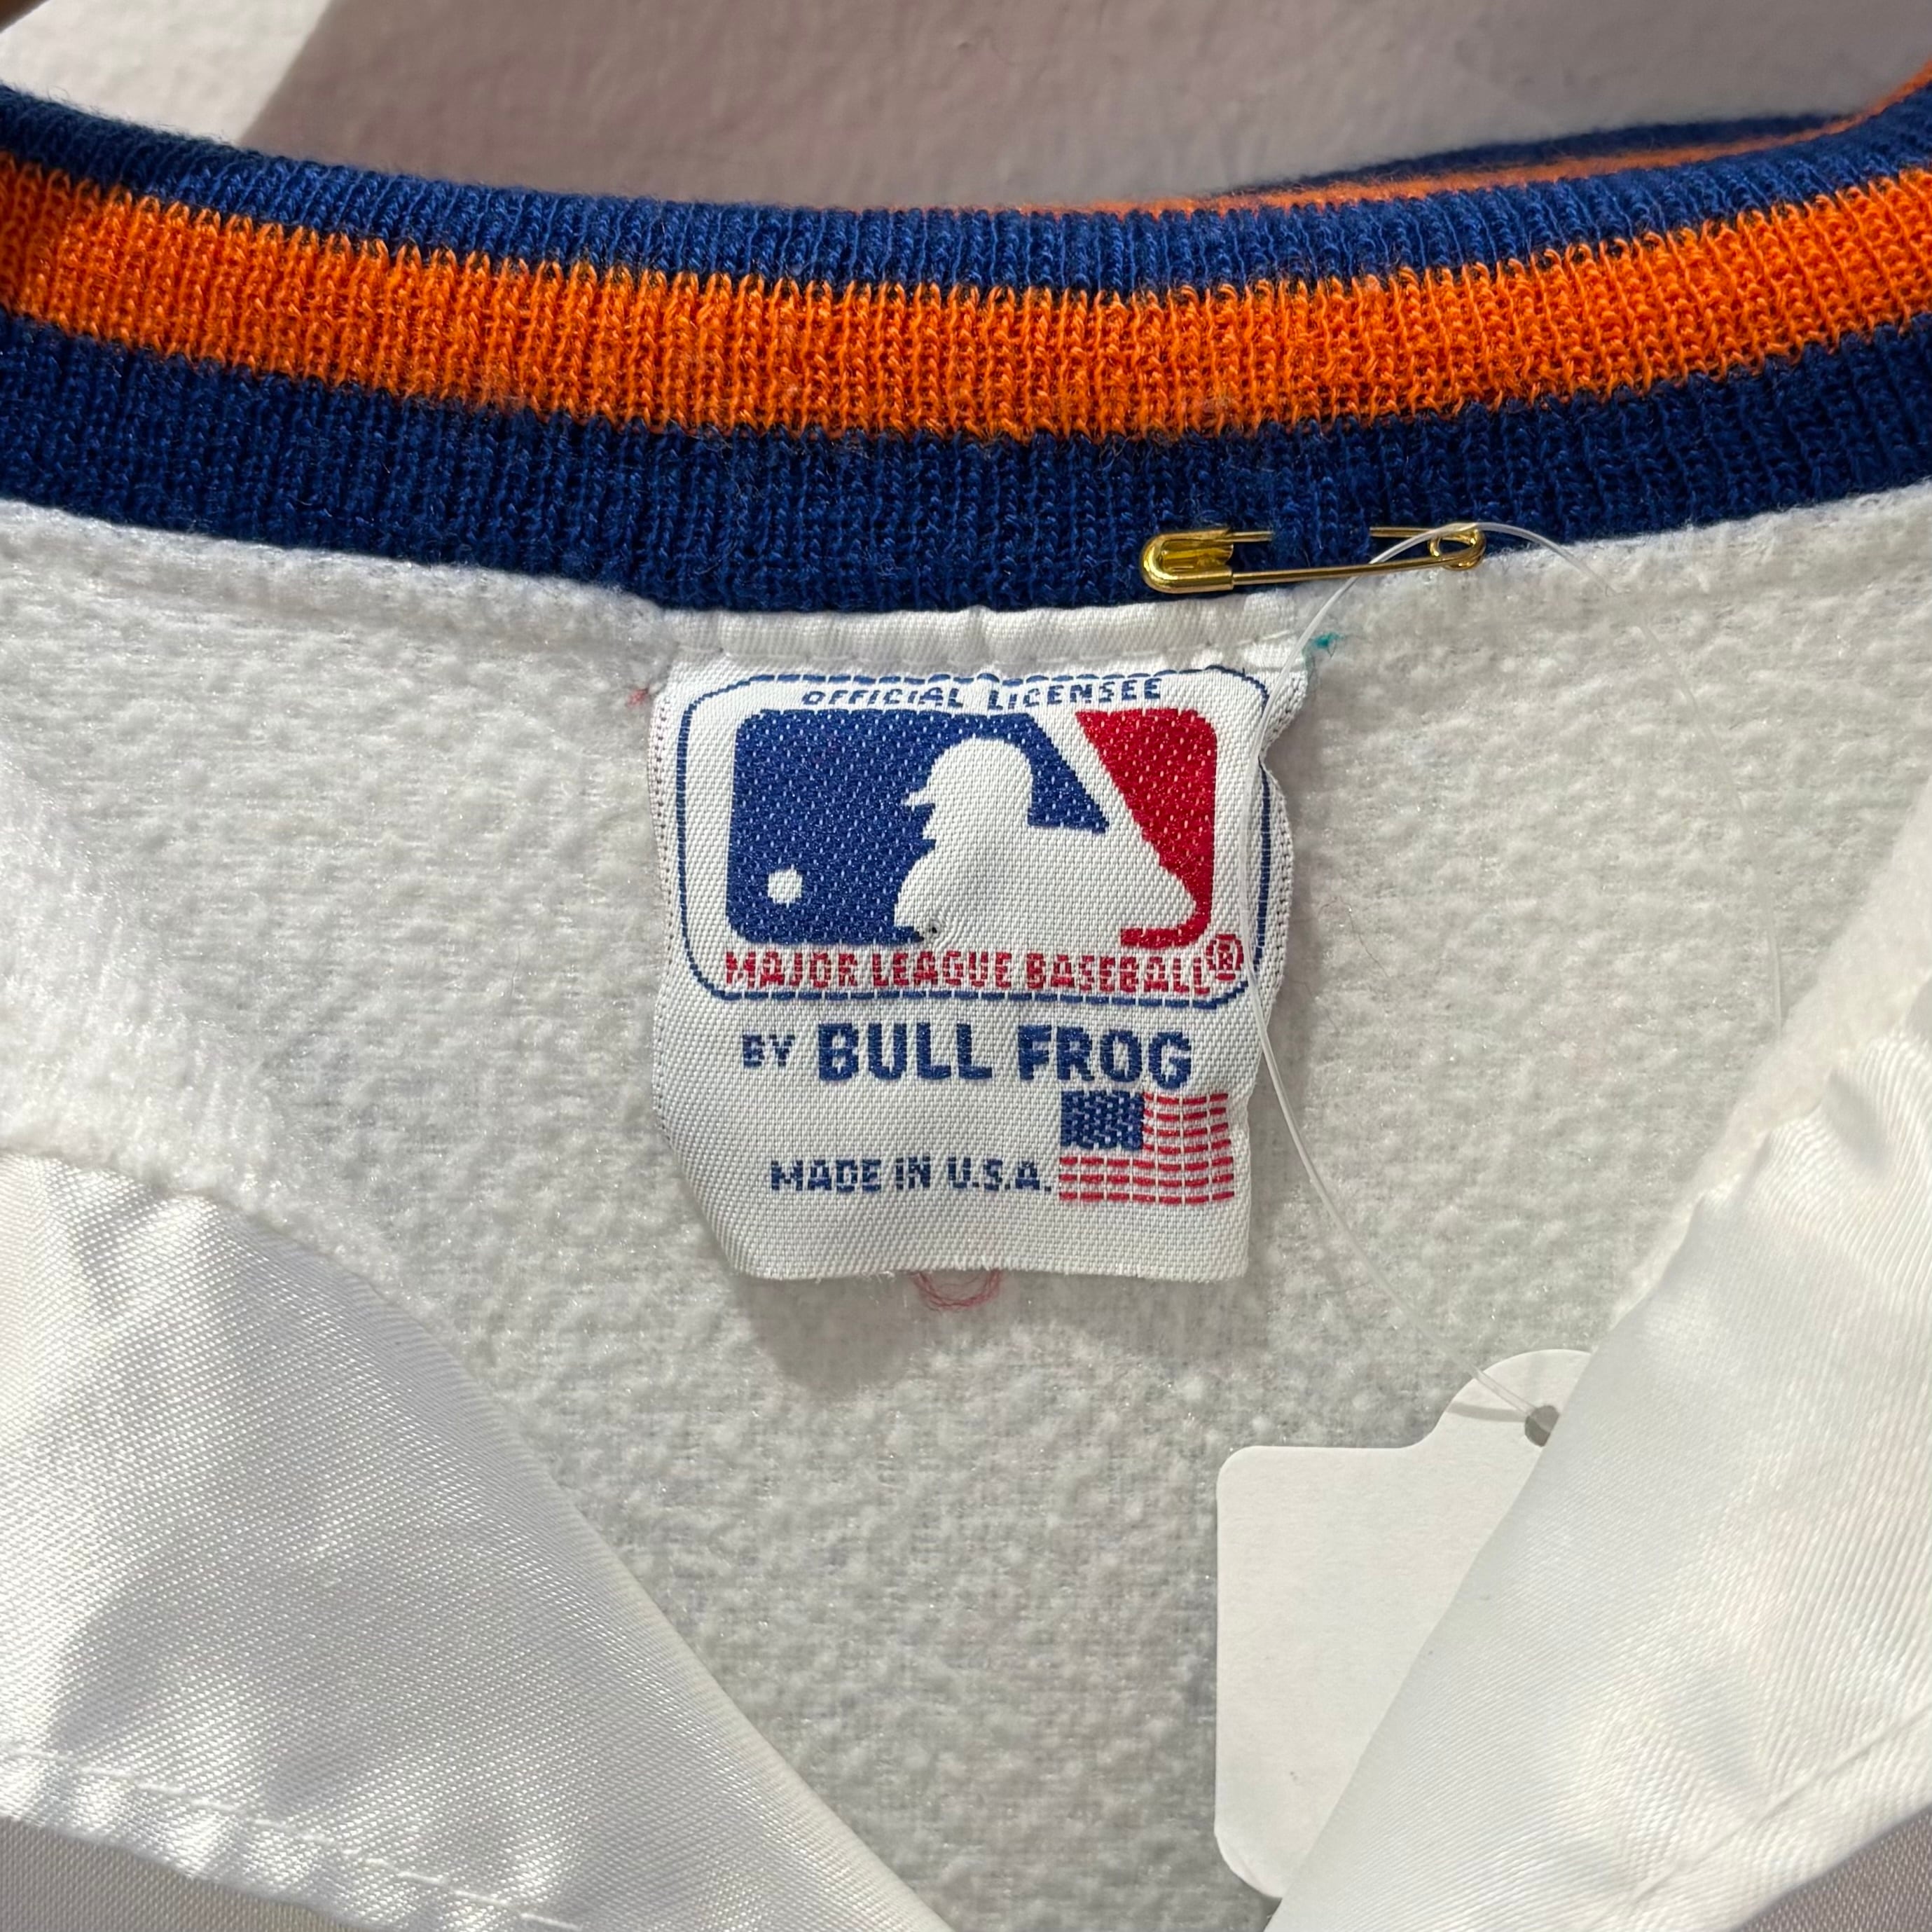 OFFICIAL LICENSEE
MAJOR LEAGUE BASEBALL®
BY BULL FROG
MADE IN U.S.A.